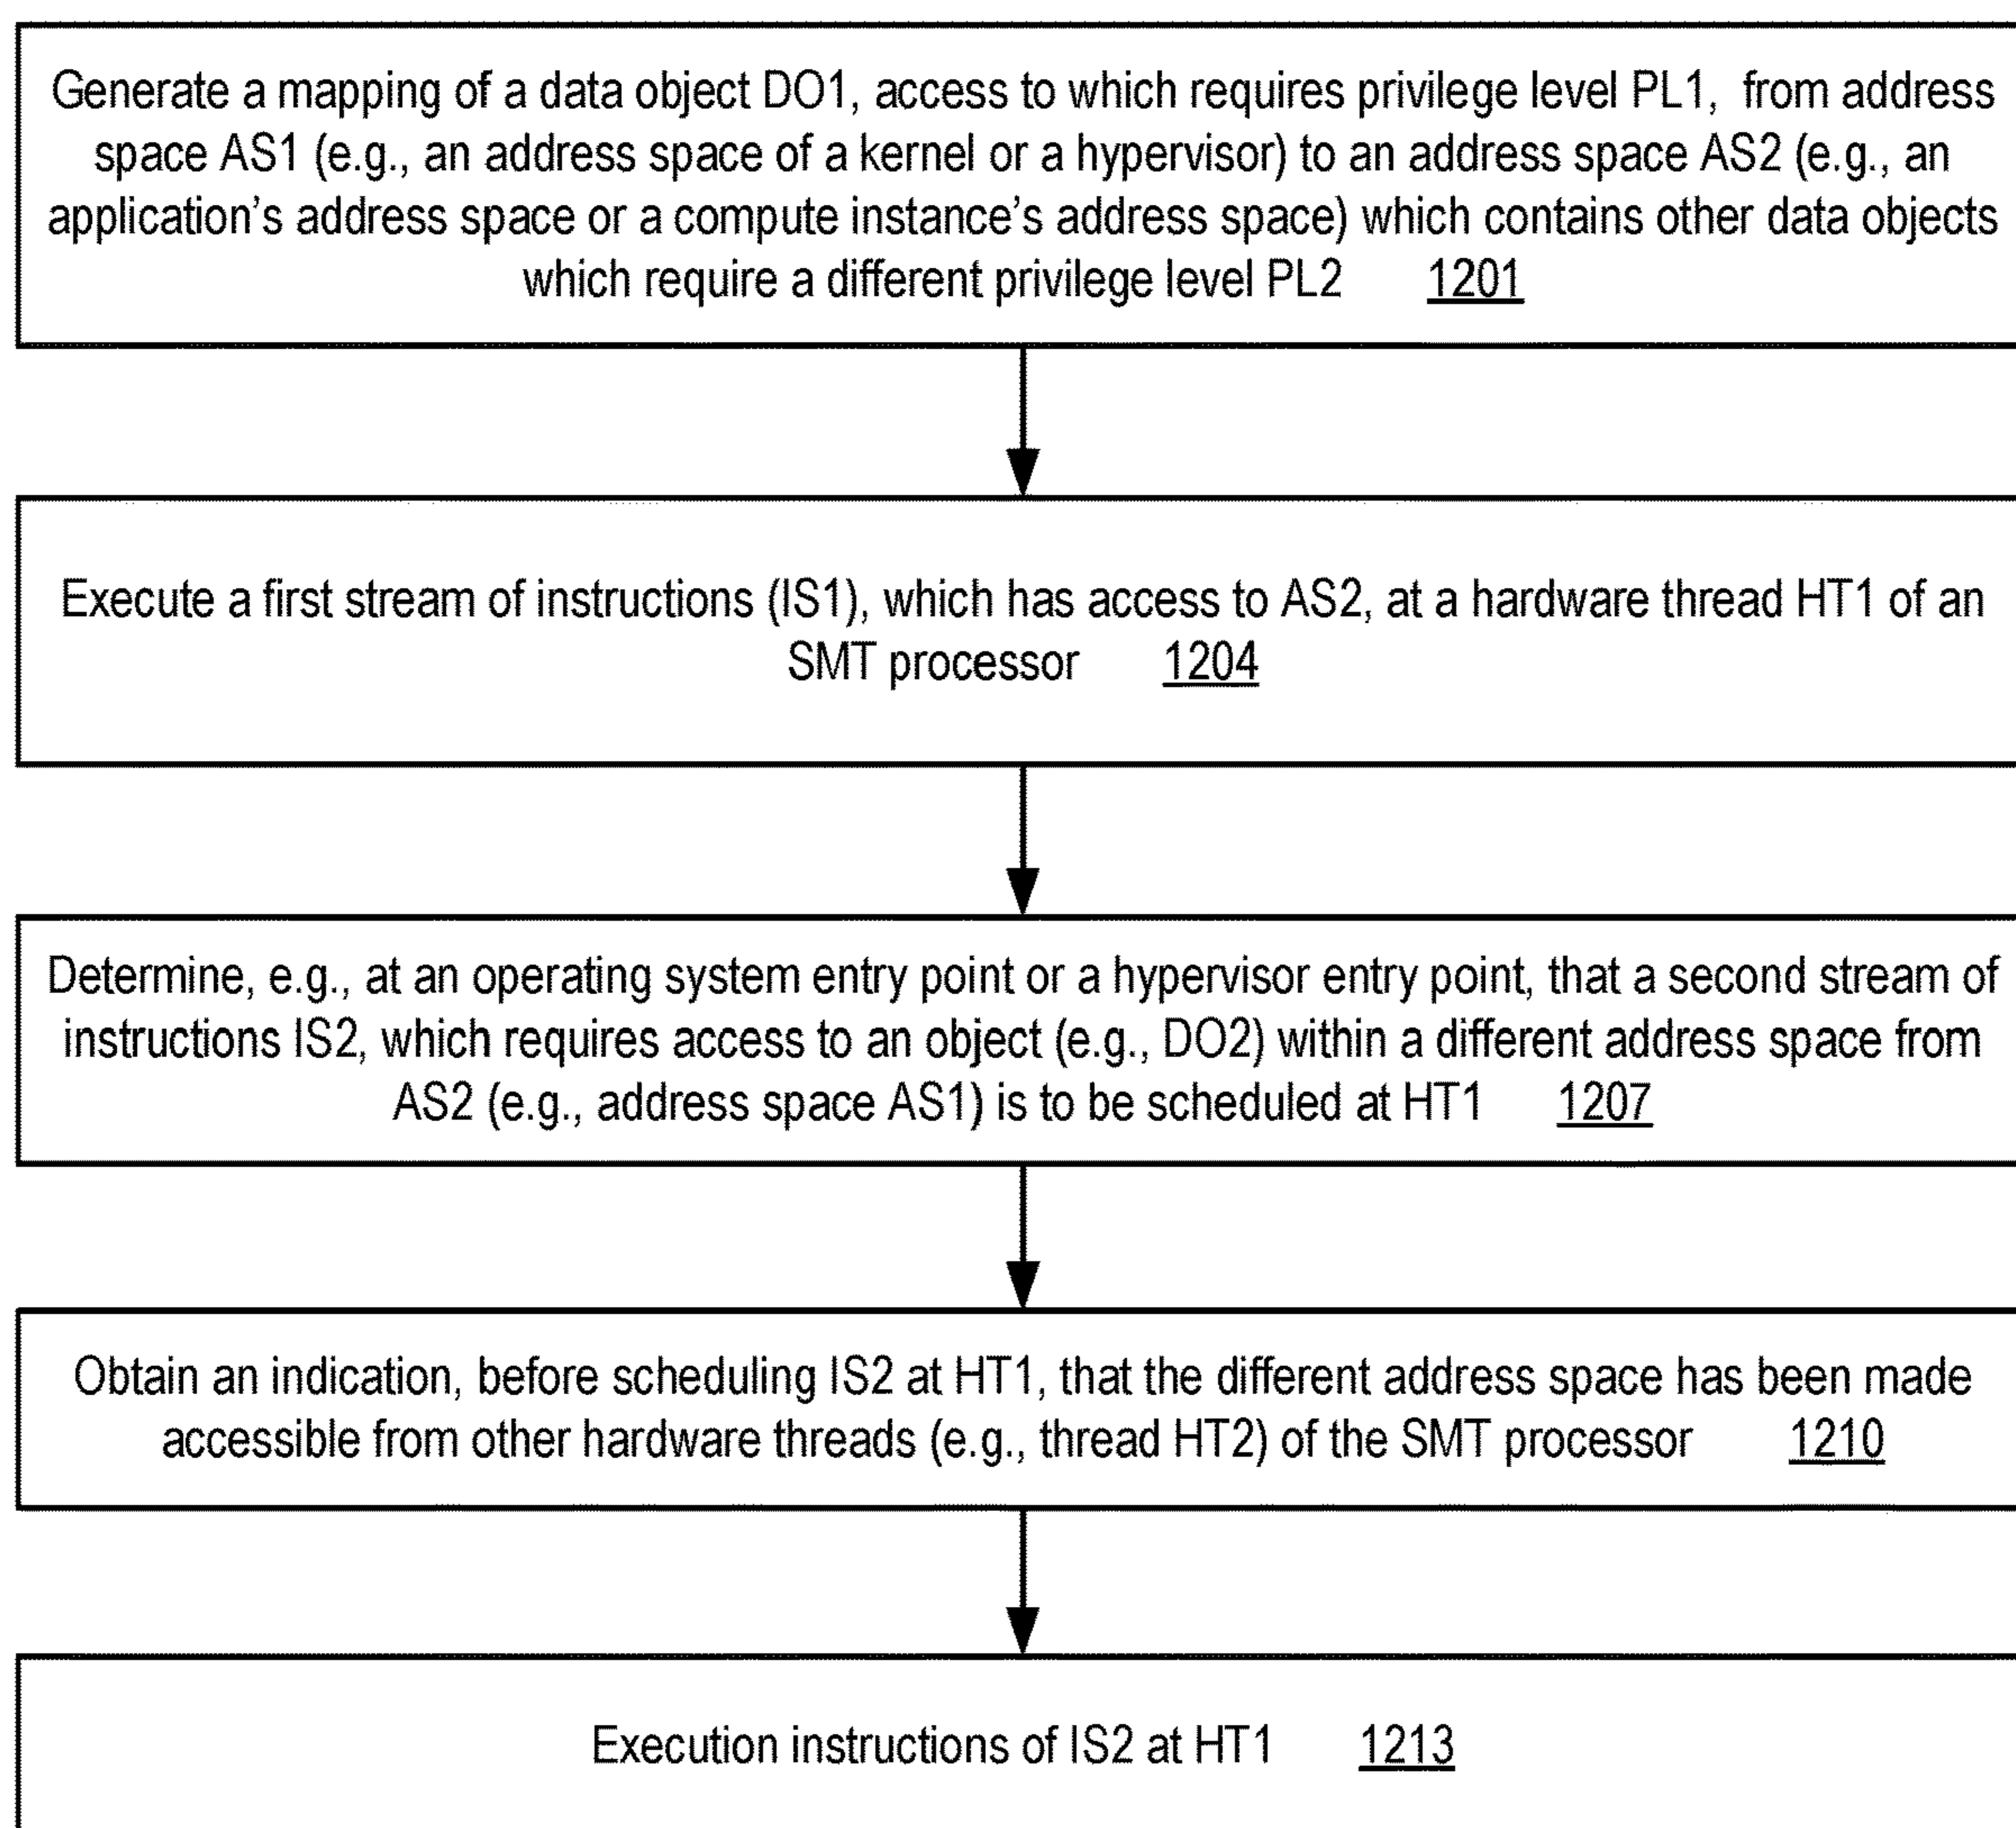 Generate a mapping of a data object DO1, access to which requires privilege level PL1, from address
space AS1 (e.g., an address space of a kernel or a hypervisor) to an address space AS2 (e.g., an
application's address space or a compute instance's address space) which contains other data objects
which require a different privilege level PL2 1201
Execute a first stream of instructions (IS1), which has access to AS2, at a hardware thread HT1 of an
SMT processor 1204
Determine, e.g., at an operating system entry point or a hypervisor entry point, that a second stream of
instructions IS2, which requires access to an object (e.g., DO2) within a different address space from
AS2 (e.g., address space AS1) is to be scheduled at HT1 1207
Obtain an indication, before scheduling IS2 at HT1, that the different address space has been made
accessible from other hardware threads (e.g., thread HT2) of the SMT processor 1210
Execution instructions of IS2 at HT1 1213